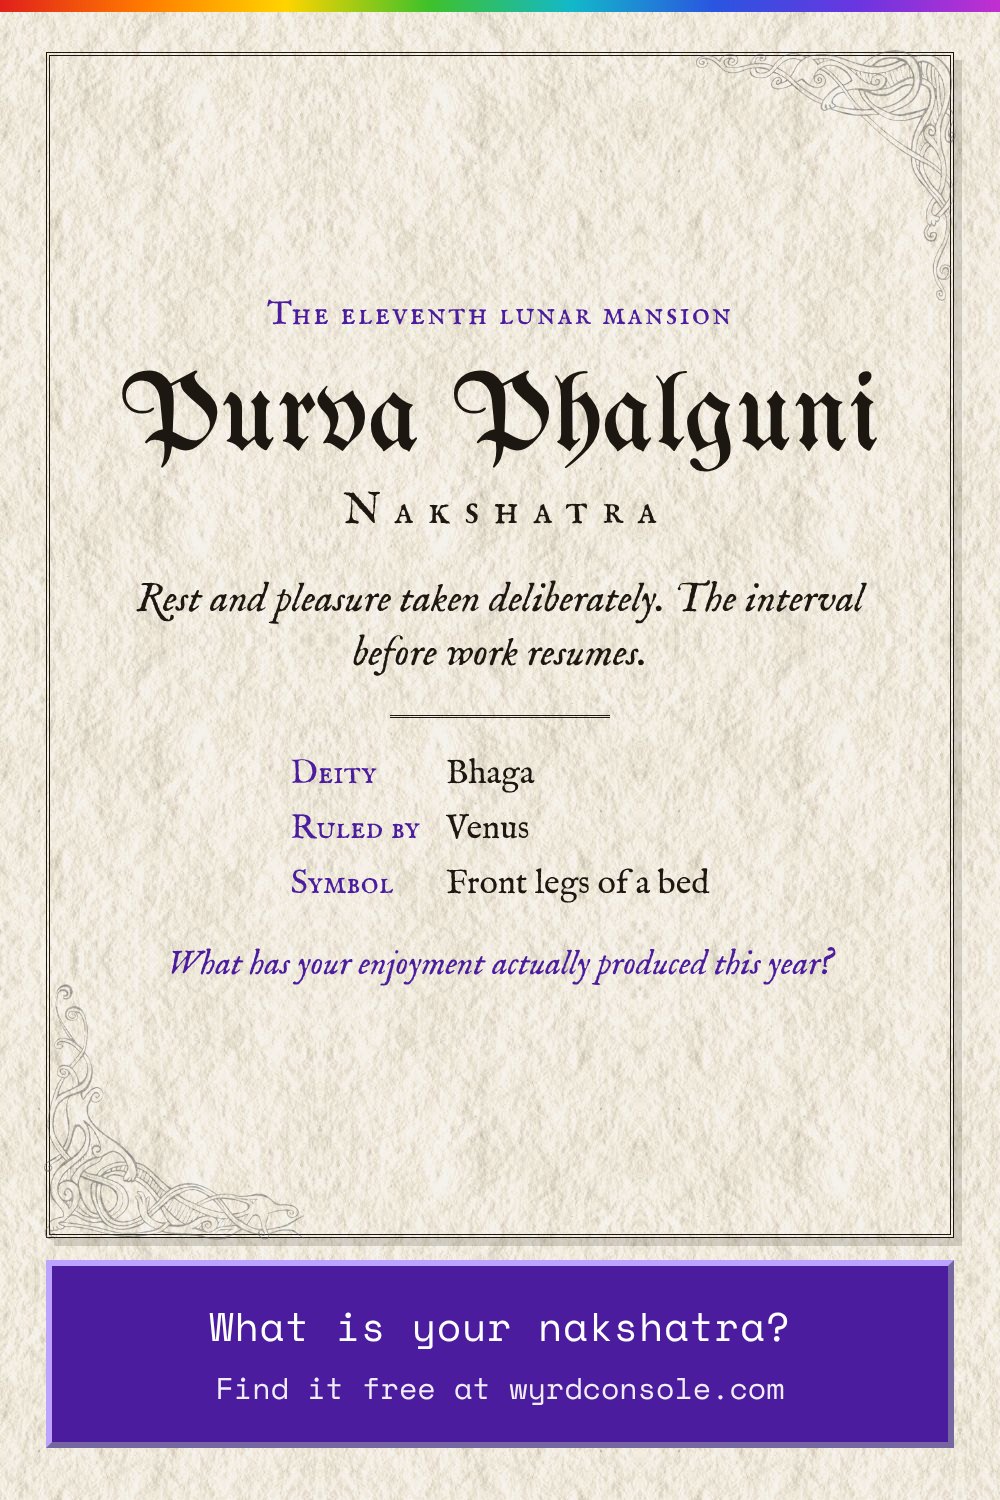 The eleventh lunar mansion
Purva Phalguni
Nakshatra
Rest and pleasure taken deliberately. The interval
before work resumes.
Deity Bhaga
Ruled by Venus
Symbol Front legs of a bed
What has your enjoyment actually produced this year?
What is your nakshatra?
Find it free at wyrdconsole.com